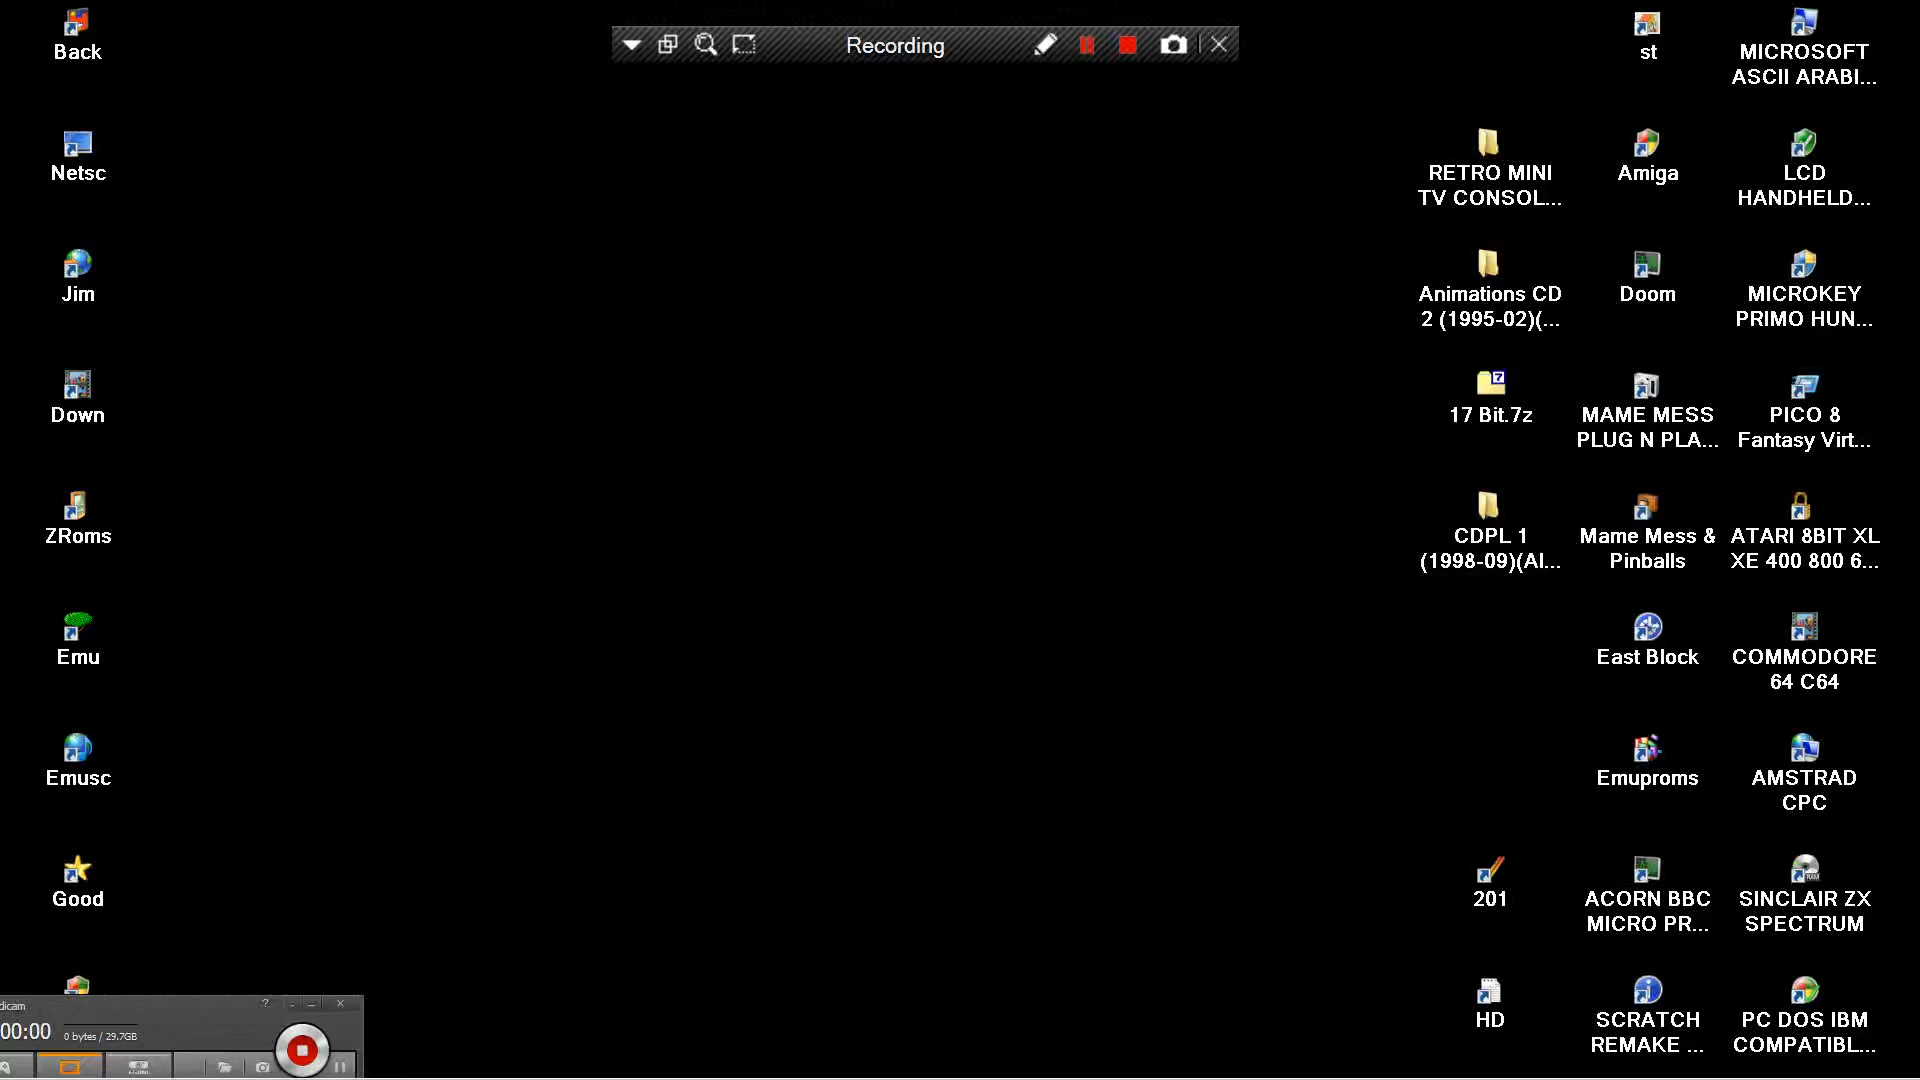 Recording
Back
Netsc
Jim
Down
ZRoms
Emu
Emusc
Good
RETRO MINI
TV CONSOL...
Animations CD
2 (1995-02)(...
17 Bit.7z
CDPL 1
(1998-09)(Al...
201
HD
st
Amiga
Doom
MAME MESS
PLUG N PLA...
Mame Mess &
Pinballs
East Block
Emuproms
ACORN BBC
MICRO PR...
SCRATCH
REMAKE ...
MICROSOFT
ASCII ARABI...
LCD
HANDHELD...
MICROKEY
PRIMO HUN...
PICO 8
Fantasy Virt...
ATARI 8BIT XL
XE 400 800 6...
COMMODORE
64 C64
AMSTRAD
CPC
SINCLAIR ZX
SPECTRUM
PC DOS IBM
COMPATIBL...
dicam
00:00
0 bytes / 29.7GB